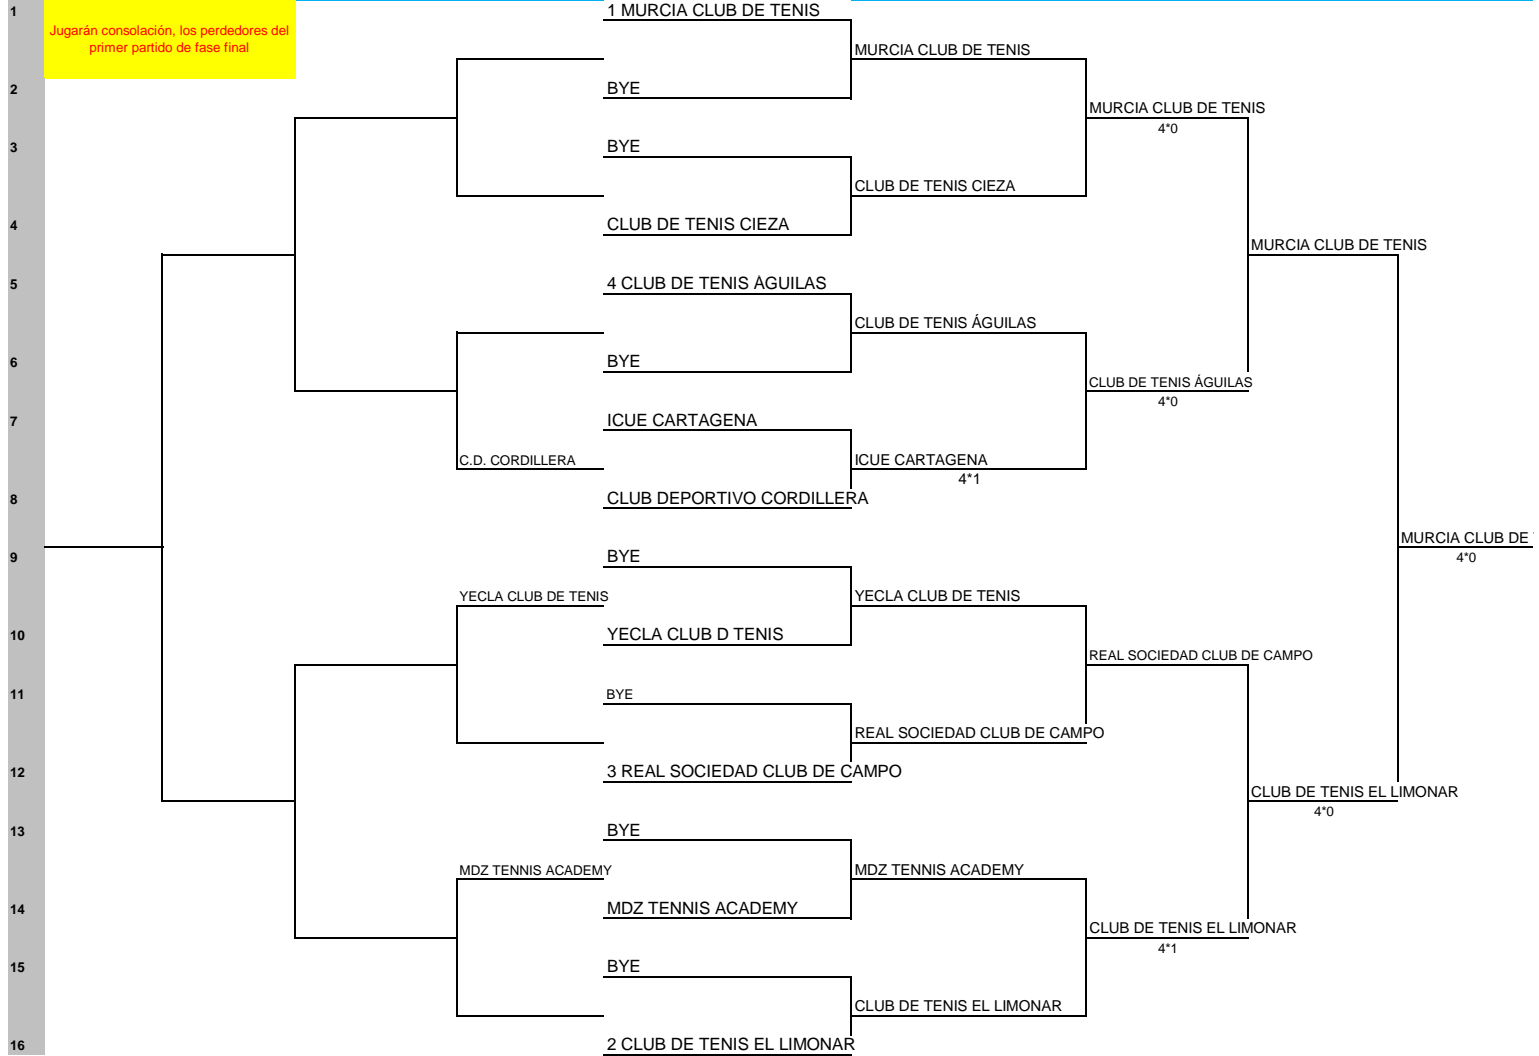 1
Jugarán consolación, los perdedores del
primer partido de fase final
1 MURCIA CLUB DE TENIS
MURCIA CLUB DE TENIS
2
BYE
MURCIA CLUB DE TENIS
4*0
3
BYE
CLUB DE TENIS CIEZA
4
CLUB DE TENIS CIEZA
MURCIA CLUB DE TENIS
5
4 CLUB DE TENIS ÁGUILAS
CLUB DE TENIS ÁGUILAS
6
BYE
CLUB DE TENIS ÁGUILAS
4*0
7
ICUE CARTAGENA
C.D. CORDILLERA
ICUE CARTAGENA
4*1
8
CLUB DEPORTIVO CORDILLERA
MURCIA CLUB DE
4*0
9
BYE
YECLA CLUB DE TENIS
YECLA CLUB DE TENIS
10
YECLA CLUB D TENIS
REAL SOCIEDAD CLUB DE CAMPO
11
BYE
REAL SOCIEDAD CLUB DE CAMPO
12
3 REAL SOCIEDAD CLUB DE CAMPO
CLUB DE TENIS EL LIMONAR
4*0
13
BYE
MDZ TENNIS ACADEMY
MDZ TENNIS ACADEMY
14
MDZ TENNIS ACADEMY
CLUB DE TENIS EL LIMONAR
4*1
15
BYE
CLUB DE TENIS EL LIMONAR
16
2 CLUB DE TENIS EL LIMONAR